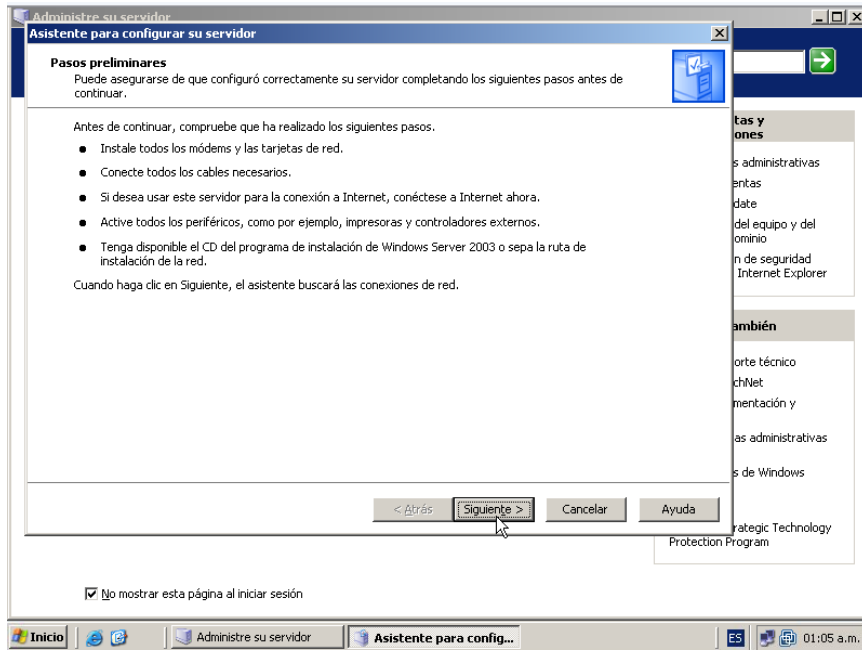 Administre su servidor
Asistente para configurar su servidor
Pasos preliminares
Puede asegurarse de que configuró correctamente su servidor completando los siguientes pasos antes de
continuar.
Antes de continuar, compruebe que ha realizado los siguientes pasos.
Instale todos los módems y las tarjetas de red.
Conecte todos los cables necesarios.
Si desea usar este servidor para la conexión a Internet, conéctese a Internet ahora.
Active todos los periféricos, como por ejemplo, impresoras y controladores externos.
Tenga disponible el CD del programa de instalación de Windows Server 2003 o sepa la ruta de
instalación de la red.
Cuando haga clic en Siguiente, el asistente buscará las conexiones de red.
< Atrás
Siguiente >
Cancelar
Ayuda
tas y
ones
s administrativas
entas
date
del equipo y del
ominio
n de seguridad
Internet Explorer
ambién
orte técnico
chNet
mentación y
as administrativas
s de Windows
rategic Technology
Protection Program
No mostrar esta página al iniciar sesión
Inicio
Administre su servidor
Asistente para config...
ES
01:05 a.m.